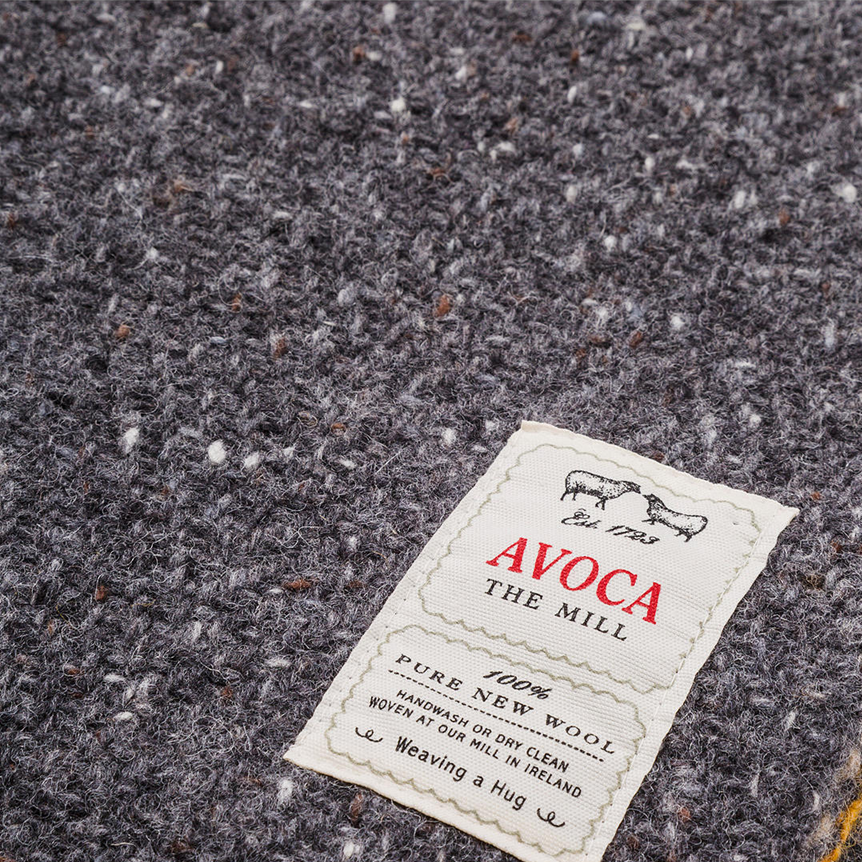 Est. 1723
AVOCA
THE MILL
100%
PURE NEW WOOL
HANDWASH OR DRY CLEAN
WOVEN AT OUR MILL IN IRELAND
Weaving a Hug